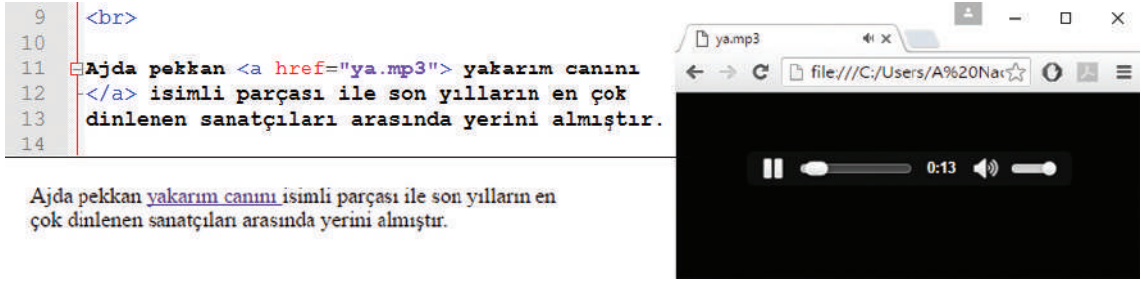 9 <br>
10
11 Ajda pekkan <a href="ya.mp3"> yakarım canını
12 </a> isimli parçası ile son yılların en çok
13 dinlenen sanatçıları arasında yerini almıştır.
14
Ajda pekkan yakarım canını isimli parçası ile son yılların en
çok dinlenen sanatçıları arasında yerini almıştır.
ya.mp3
file:///C:/Users/A%20Na
0:13